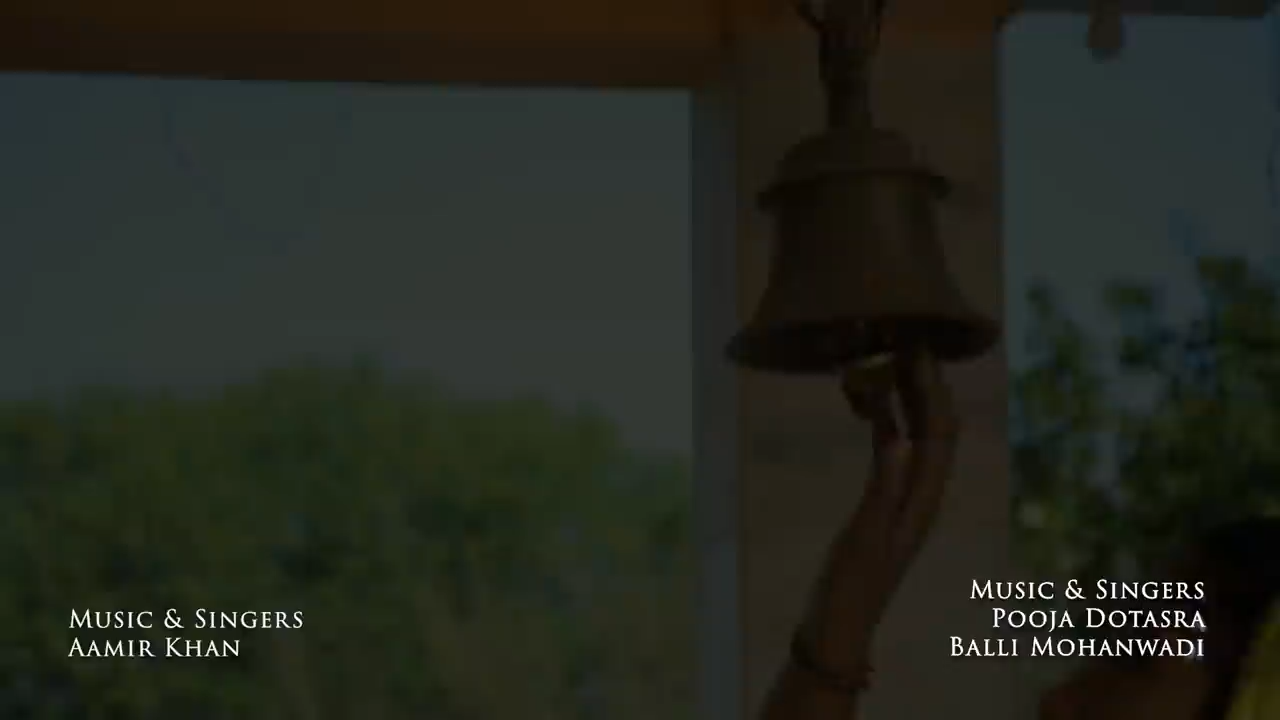 Music & Singers
Aamir Khan
Music & Singers
Pooja Dotasra
Balli Mohanwadi